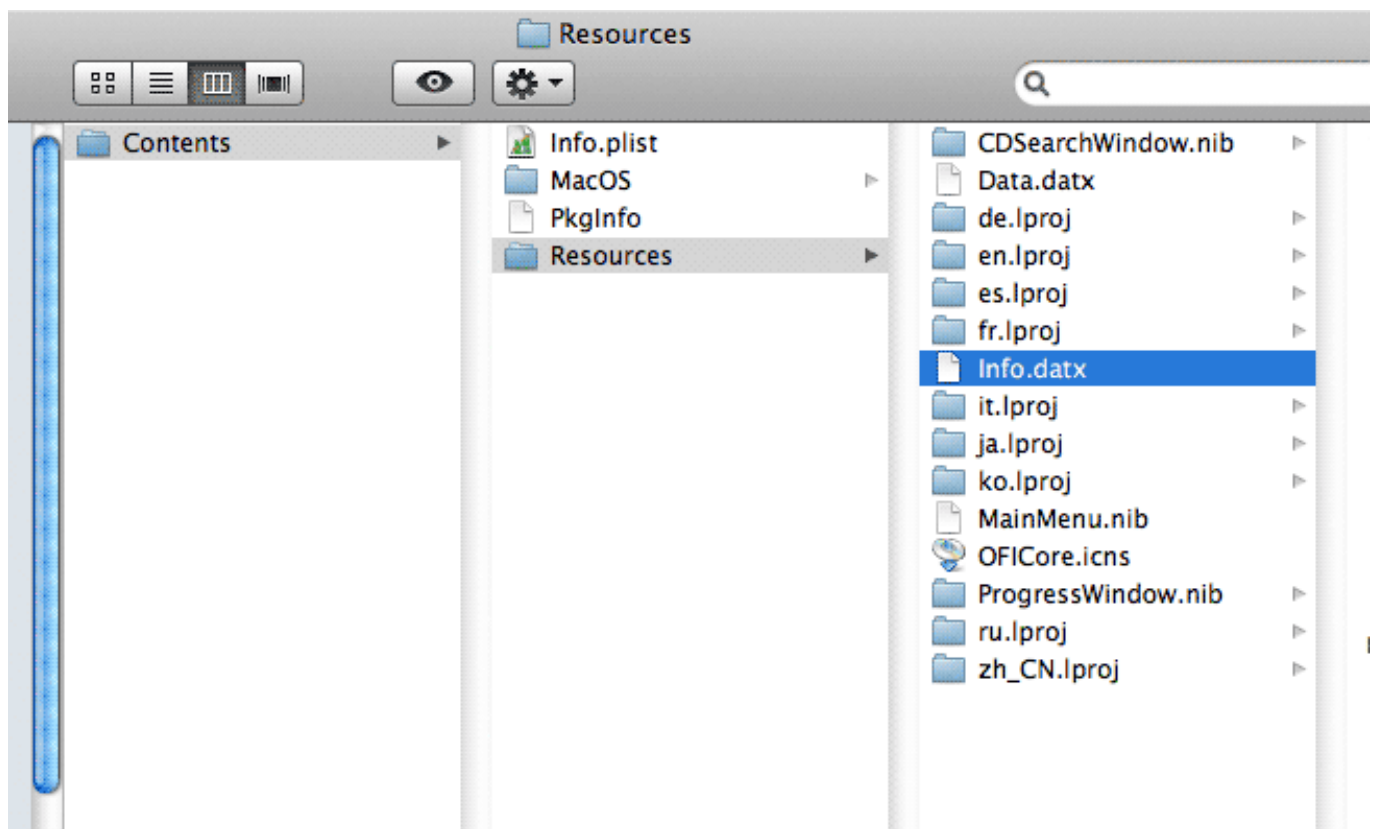 Resources
Contents
Info.plist
MacOS
PkgInfo
Resources
CDSearchWindow.nib
Data.datx
de.lproj
en.lproj
es.lproj
fr.lproj
Info.datx
it.lproj
ja.lproj
ko.lproj
MainMenu.nib
OFICore.icns
ProgressWindow.nib
ru.lproj
zh_CN.lproj